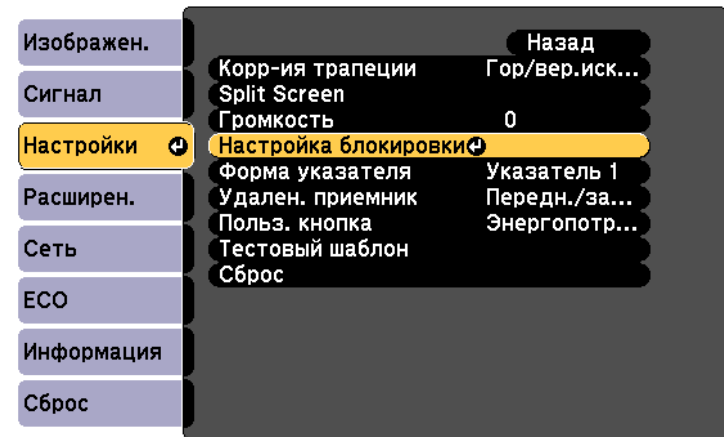 Изображен.
Сигнал
Настройки
Расширен.
Сеть
ECO
Информация
Сброс
Назад
Корр-ия трапеции Гор/вер.иск...
Split Screen
Громкость 0
Настройка блокировки
Форма указателя Указатель 1
Удален. приемник Передн./за...
Польз. кнопка Энергопотр...
Тестовый шаблон
Сброс